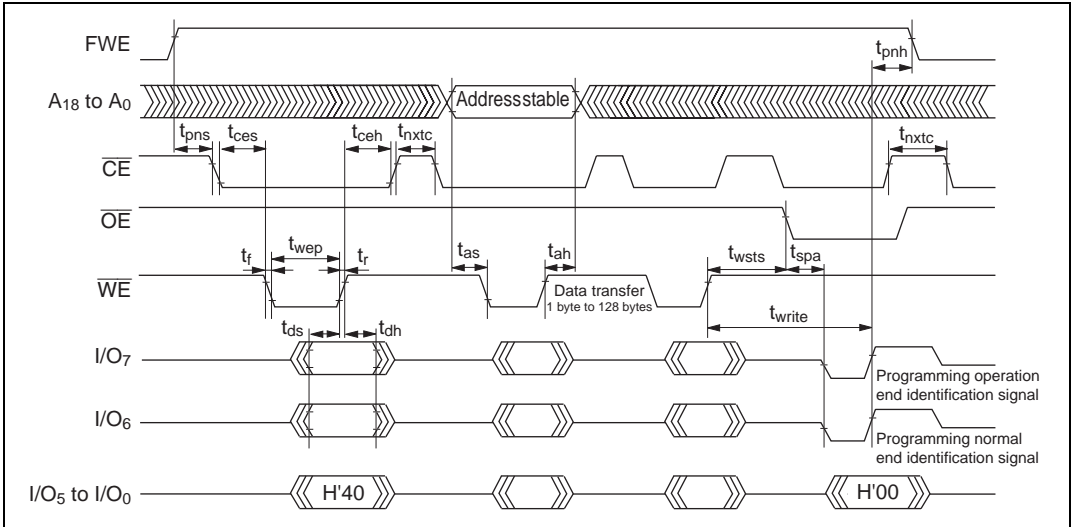 FWE
tpnh
A18 to A0
Addressstable
tpns
tces
tceh
tnxtc
tnxtc
CE
OE
tf
twep
tr
tas
tah
twsts
tspa
WE
Data transfer
1 byte to 128 bytes
twrite
tds
tdh
I/O7
Programming operation
end identification signal
I/O6
Programming normal
end identification signal
I/O5 to I/O0
H'40
H'00